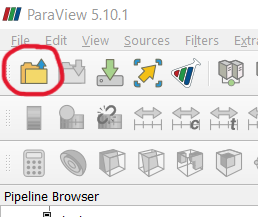 ParaView 5.10.1
File Edit View Sources Filters Extra
c t
Pipeline Browser